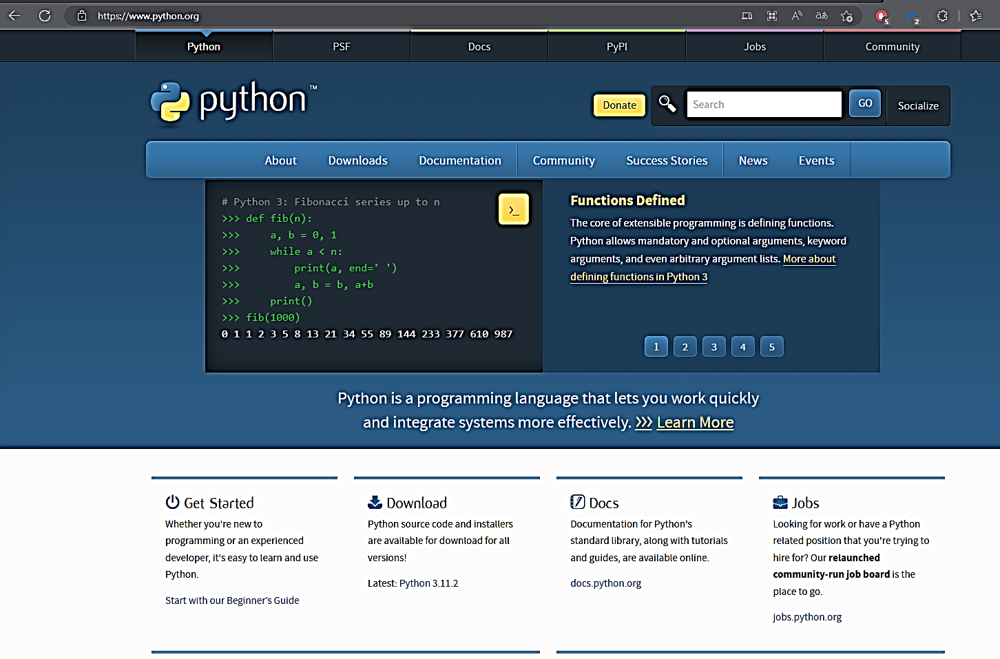 https://www.python.org
5
2
Python
PSF
Docs
PyPI
Jobs
Community
python™
Donate
Search
GO
Socialize
About
Downloads
Documentation
Community
Success Stories
News
Events
# Python 3: Fibonacci series up to n
>>> def fib(n):
>>>     a, b = 0, 1
>>>     while a < n:
>>>         print(a, end=' ')
>>>         a, b = b, a+b
>>>     print()
>>> fib(1000)
0 1 1 2 3 5 8 13 21 34 55 89 144 233 377 610 987
>_
Functions Defined
The core of extensible programming is defining functions.
Python allows mandatory and optional arguments, keyword
arguments, and even arbitrary argument lists. More about
defining functions in Python 3
1
2
3
4
5
Python is a programming language that lets you work quickly
and integrate systems more effectively. >>> Learn More
Get Started
Whether you're new to
programming or an experienced
developer, it's easy to learn and use
Python.
Start with our Beginner’s Guide
Download
Python source code and installers
are available for download for all
versions!
Latest: Python 3.11.2
Docs
Documentation for Python's
standard library, along with tutorials
and guides, are available online.
docs.python.org
Jobs
Looking for work or have a Python
related position that you're trying to
hire for? Our relaunched
community-run job board is the
place to go.
jobs.python.org